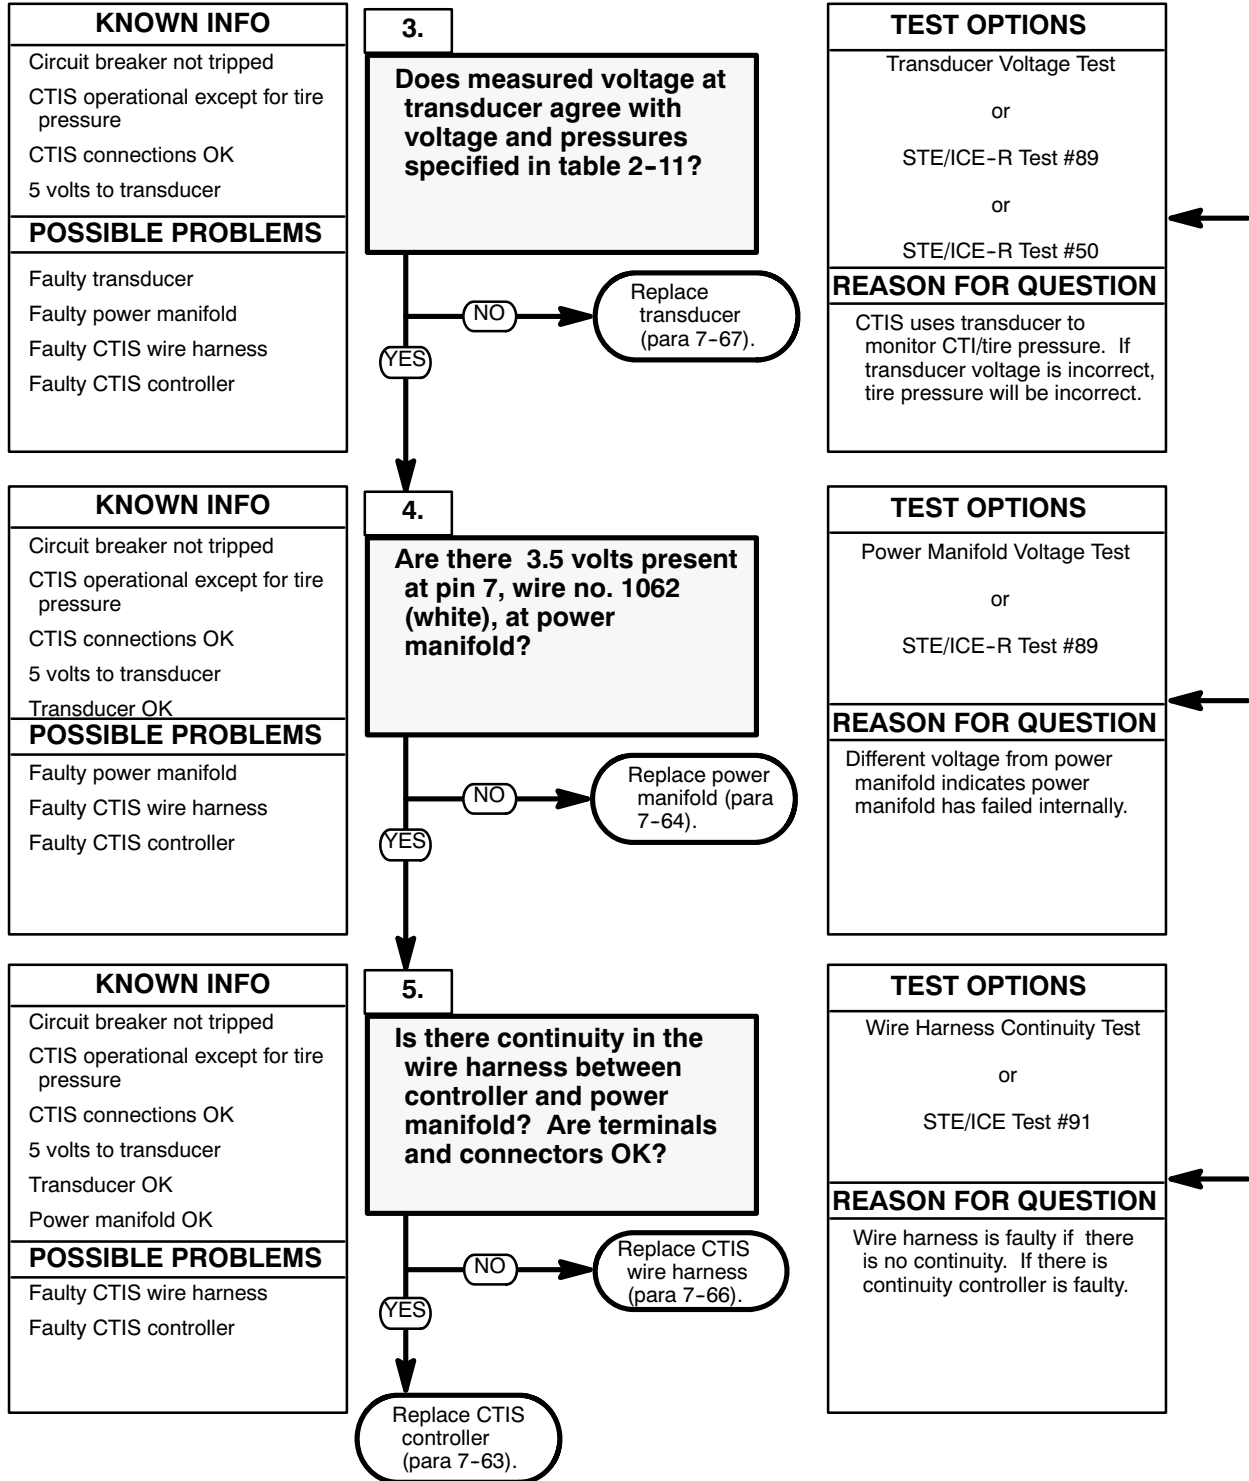 KNOWN INFO
Circuit breaker not tripped
CTIS operational except for tire
pressure
CTIS connections OK
5 volts to transducer
POSSIBLE PROBLEMS
Faulty transducer
Faulty power manifold
Faulty CTIS wire harness
Faulty CTIS controller
3.
Does measured voltage at
transducer agree with
voltage and pressures
specified in table 2-11?
NO
Replace
transducer
(para 7-67).
YES
TEST OPTIONS
Transducer Voltage Test
or
STE/ICE-R Test #89
or
STE/ICE-R Test #50
REASON FOR QUESTION
CTIS uses transducer to
monitor CTI/tire pressure. If
transducer voltage is incorrect,
tire pressure will be incorrect.
KNOWN INFO
Circuit breaker not tripped
CTIS operational except for tire
pressure
CTIS connections OK
5 volts to transducer
Transducer OK
POSSIBLE PROBLEMS
Faulty power manifold
Faulty CTIS wire harness
Faulty CTIS controller
4.
Are there 3.5 volts present
at pin 7, wire no. 1062
(white), at power
manifold?
NO
Replace power
manifold (para
7-64).
YES
TEST OPTIONS
Power Manifold Voltage Test
or
STE/ICE-R Test #89
REASON FOR QUESTION
Different voltage from power
manifold indicates power
manifold has failed internally.
KNOWN INFO
Circuit breaker not tripped
CTIS operational except for tire
pressure
CTIS connections OK
5 volts to transducer
Transducer OK
Power manifold OK
POSSIBLE PROBLEMS
Faulty CTIS wire harness
Faulty CTIS controller
5.
Is there continuity in the
wire harness between
controller and power
manifold? Are terminals
and connectors OK?
NO
Replace CTIS
wire harness
(para 7-66).
YES
Replace CTIS
controller
(para 7-63).
TEST OPTIONS
Wire Harness Continuity Test
or
STE/ICE Test #91
REASON FOR QUESTION
Wire harness is faulty if there
is no continuity. If there is
continuity controller is faulty.